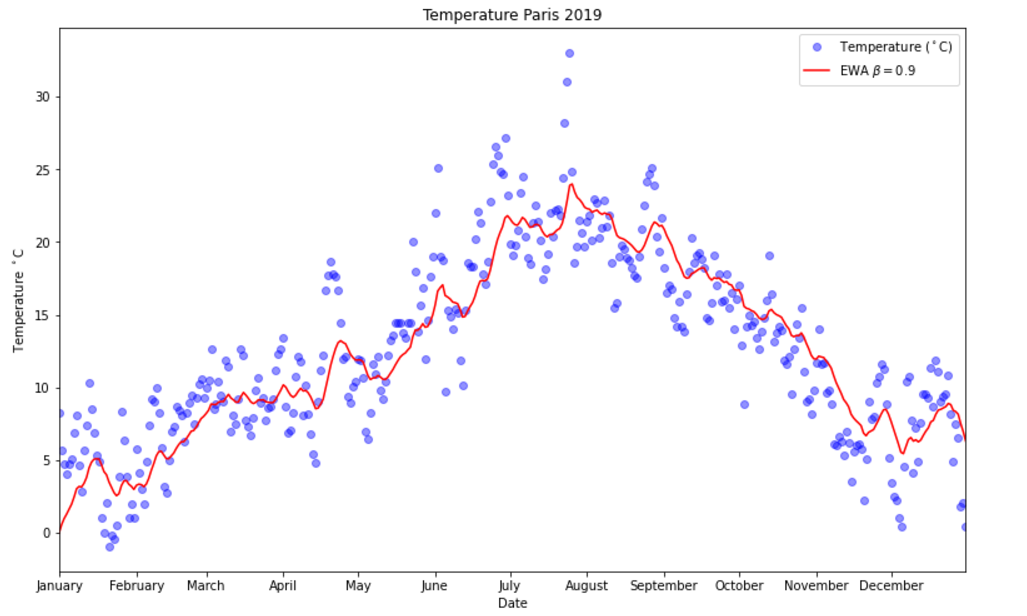 Temperature Paris 2019
Temperature (°C)
EWA β = 0.9
Temperature °C
30
25
20
15
10
5
0
January February March April May June July August September October November December
Date